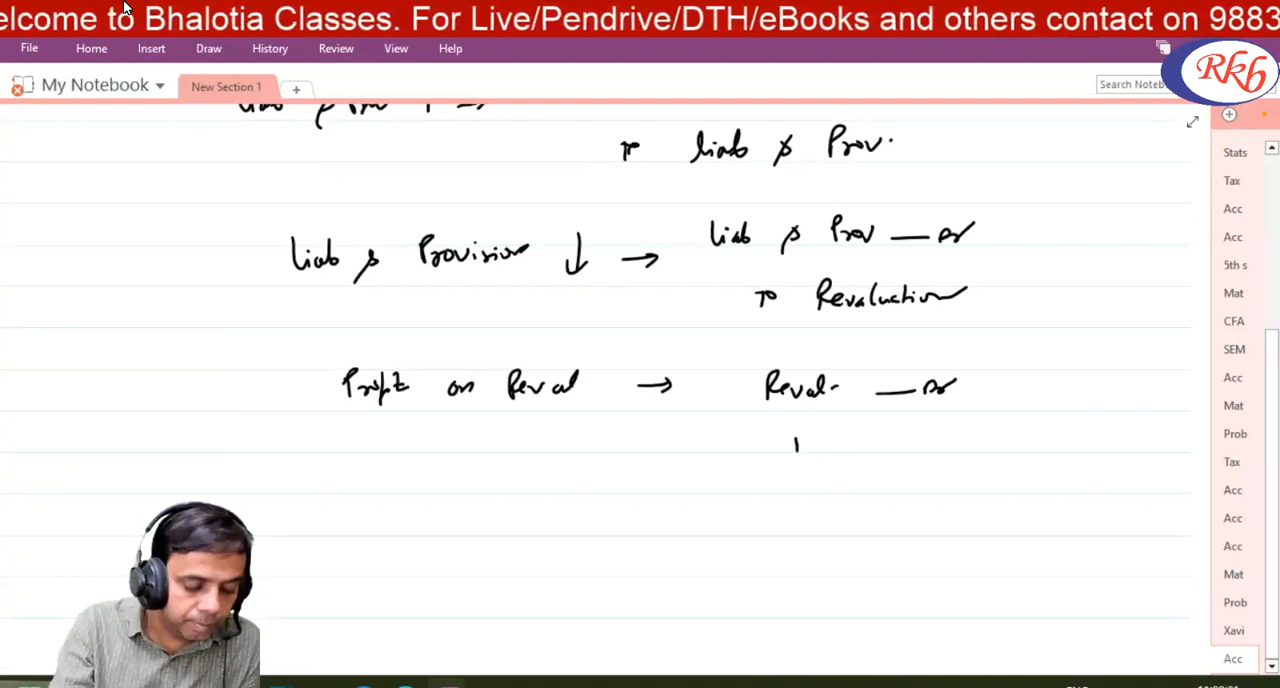 elcome to Bhalotia Classes. For Live/Pendrive/DTH/eBooks and others contact on 9883
File Home Insert Draw History Review View Help
Rkb
My Notebook New Section 1 + Search Noteb
To Liab & Prov.
Liab & Provision ↓ → Liab & Prov — Dr
To Revaluation
Profit on Reval → Reval. — Dr
Stats
Tax
Acc
Acc
5th s
Mat
CFA
SEM
Acc
Mat
Prob
Tax
Acc
Acc
Acc
Mat
Prob
Xavi
Acc